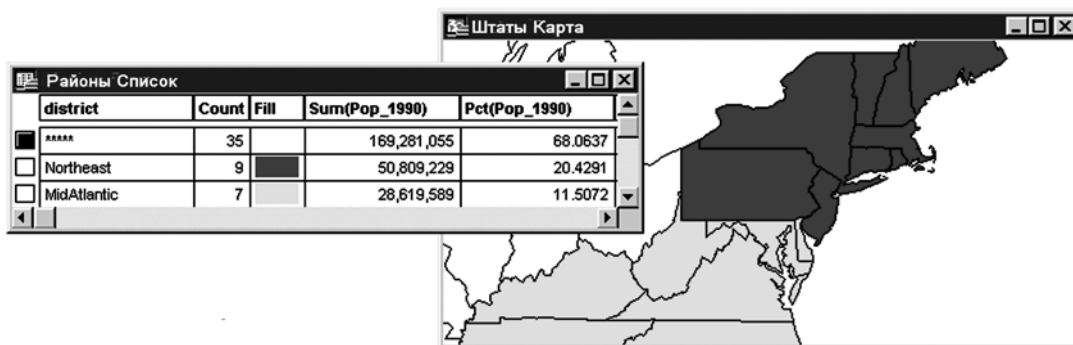 Штаты Карта
Районы Список
district Count Fill Sum(Pop_1990) Pct(Pop_1990)
***** 35 169,281,055 68.0637
Northeast 9 50,809,229 20.4291
MidAtlantic 7 28,619,589 11.5072